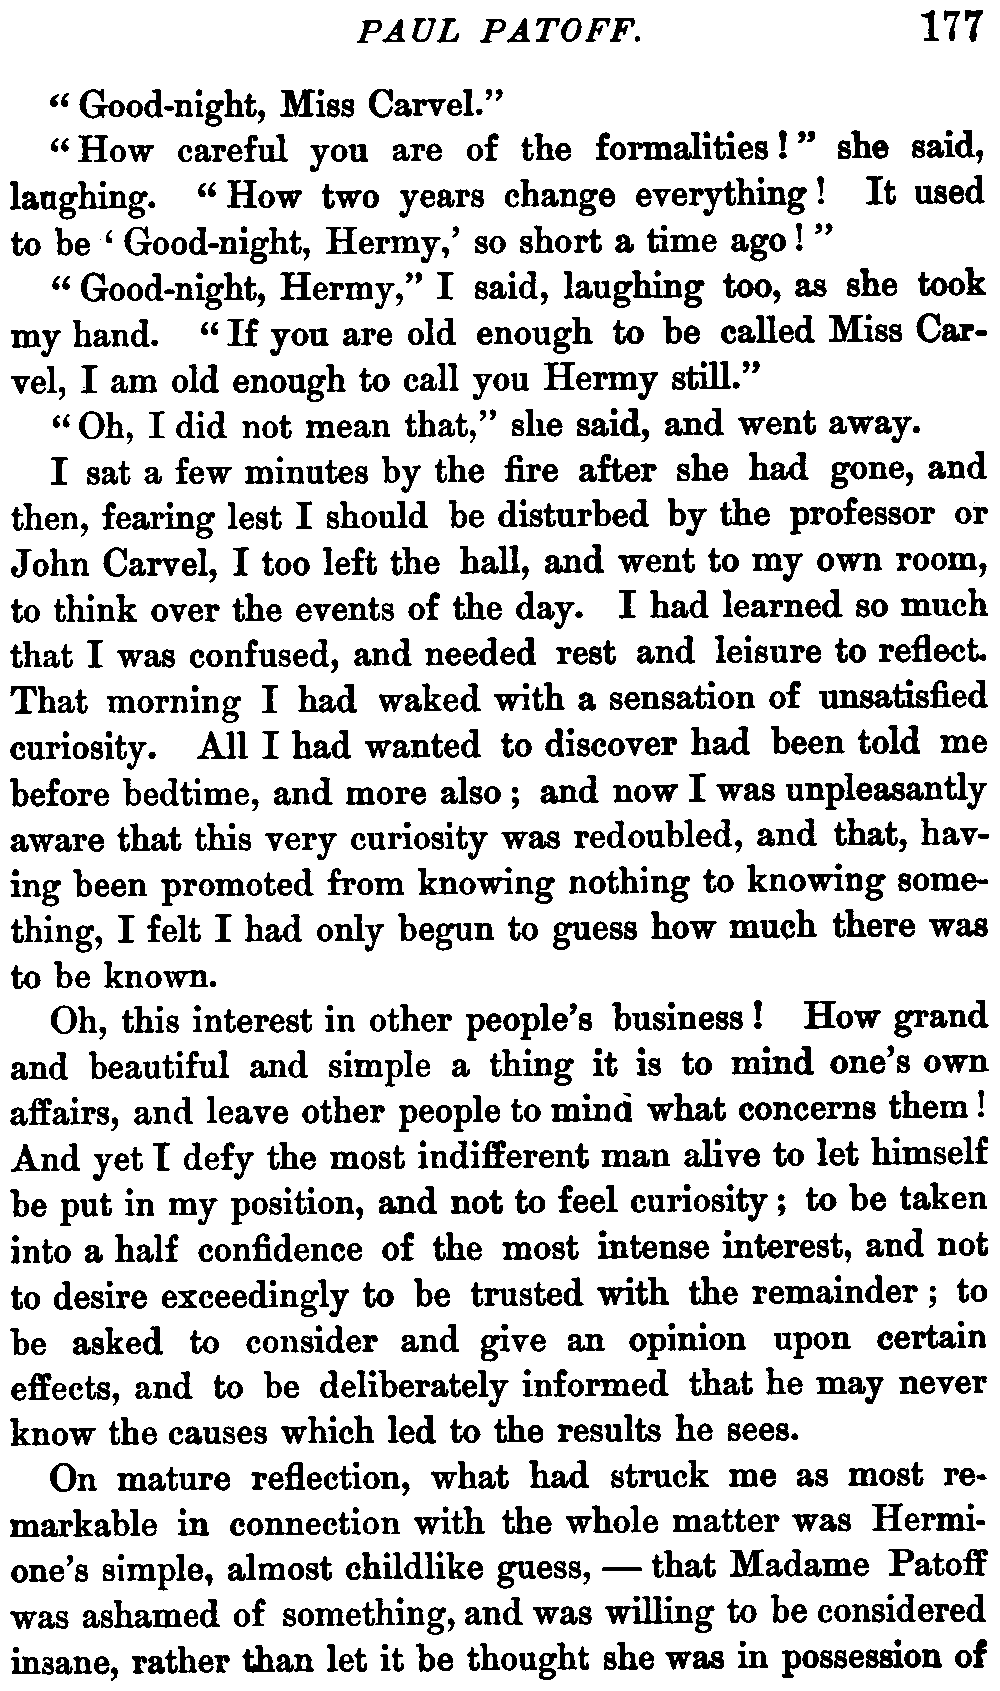 PAUL PATOFF. 177
“Good-night, Miss Carvel.”
“How careful you are of the formalities!” she said,
laughing. “How two years change everything! It used
to be ‘Good-night, Hermy,’ so short a time ago!”
“Good-night, Hermy,” I said, laughing too, as she took
my hand. “If you are old enough to be called Miss Car-
vel, I am old enough to call you Hermy still.”
“Oh, I did not mean that,” she said, and went away.
I sat a few minutes by the fire after she had gone, and
then, fearing lest I should be disturbed by the professor or
John Carvel, I too left the hall, and went to my own room,
to think over the events of the day. I had learned so much
that I was confused, and needed rest and leisure to reflect.
That morning I had waked with a sensation of unsatisfied
curiosity. All I had wanted to discover had been told me
before bedtime, and more also; and now I was unpleasantly
aware that this very curiosity was redoubled, and that, hav-
ing been promoted from knowing nothing to knowing some-
thing, I felt I had only begun to guess how much there was
to be known.
Oh, this interest in other people’s business! How grand
and beautiful and simple a thing it is to mind one’s own
affairs, and leave other people to mind what concerns them!
And yet I defy the most indifferent man alive to let himself
be put in my position, and not to feel curiosity; to be taken
into a half confidence of the most intense interest, and not
to desire exceedingly to be trusted with the remainder; to
be asked to consider and give an opinion upon certain
effects, and to be deliberately informed that he may never
know the causes which led to the results he sees.
On mature reflection, what had struck me as most re-
markable in connection with the whole matter was Hermi-
one’s simple, almost childlike guess, — that Madame Patoff
was ashamed of something, and was willing to be considered
insane, rather than let it be thought she was in possession of